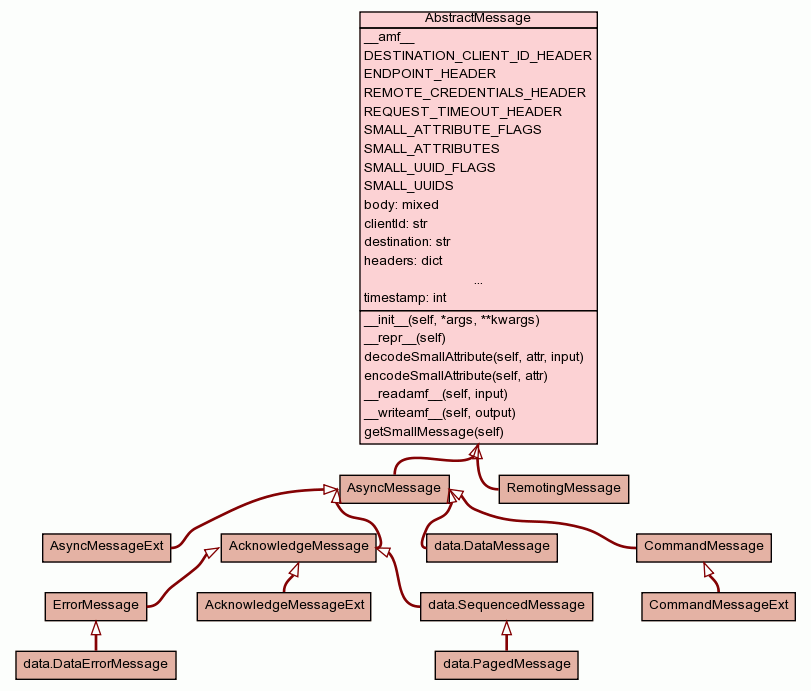 AbstractMessage
__amf__
DESTINATION_CLIENT_ID_HEADER
ENDPOINT_HEADER
REMOTE_CREDENTIALS_HEADER
REQUEST_TIMEOUT_HEADER
SMALL_ATTRIBUTE_FLAGS
SMALL_ATTRIBUTES
SMALL_UUID_FLAGS
SMALL_UUIDS
body: mixed
clientId: str
destination: str
headers: dict
...
timestamp: int
__init__(self, *args, **kwargs)
__repr__(self)
decodeSmallAttribute(self, attr, input)
encodeSmallAttribute(self, attr)
__readamf__(self, input)
__writeamf__(self, output)
getSmallMessage(self)
AsyncMessage
RemotingMessage
AsyncMessageExt
AcknowledgeMessage
data.DataMessage
CommandMessage
ErrorMessage
AcknowledgeMessageExt
data.SequencedMessage
CommandMessageExt
data.DataErrorMessage
data.PagedMessage